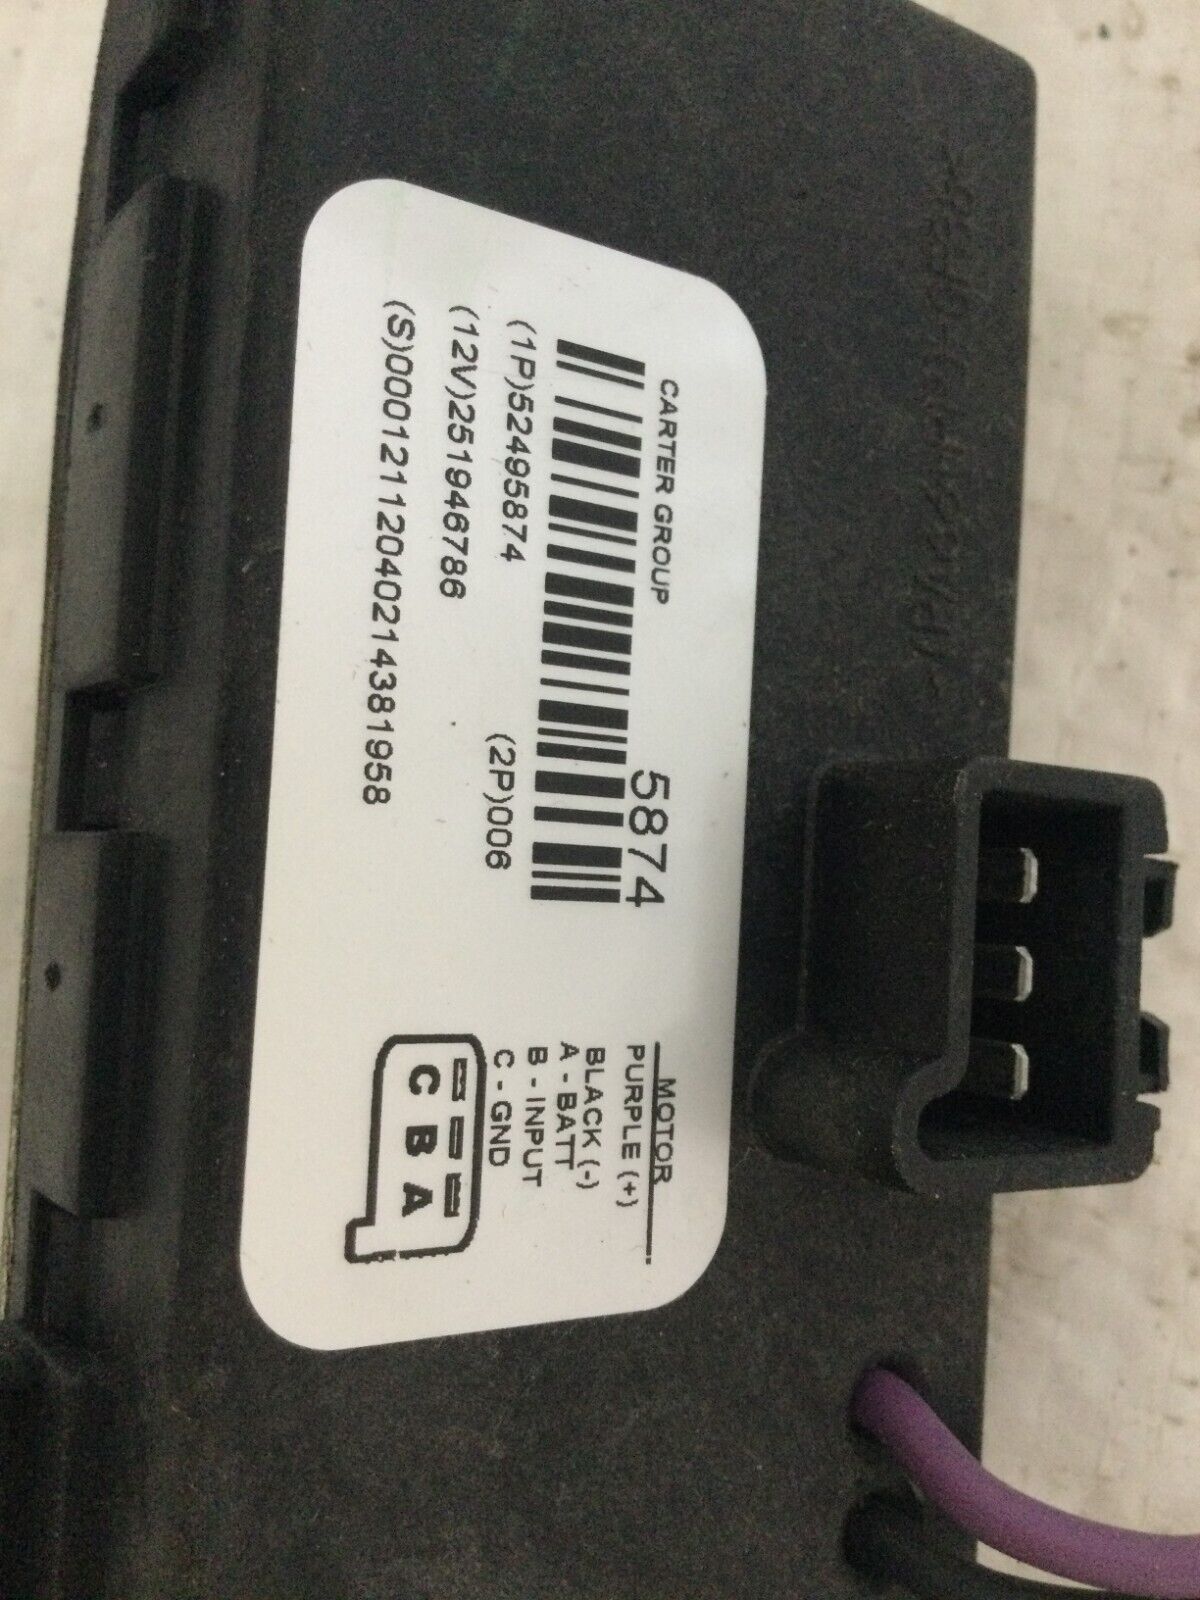 CARTER GROUP
5874
(1P)52495874
(2P)006
(12V)251946786
(S)00012112040214381958
MOTOR
PURPLE (+)
BLACK (-)
A - BATT
B - INPUT
C - GND
C B A